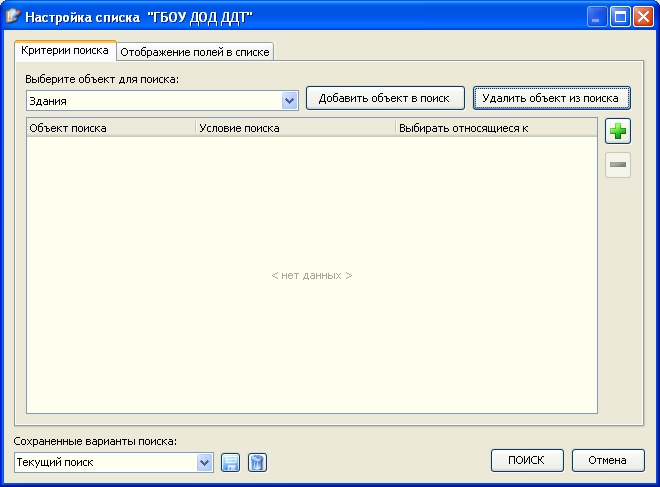 Настройка списка "ГБОУ ДОД ДДТ"
Критерии поиска
Отображение полей в списке
Выберите объект для поиска:
Здания
Добавить объект в поиск
Удалить объект из поиска
Объект поиска
Условие поиска
Выбирать относящиеся к
< нет данных >
Сохраненные варианты поиска:
Текущий поиск
ПОИСК
Отмена